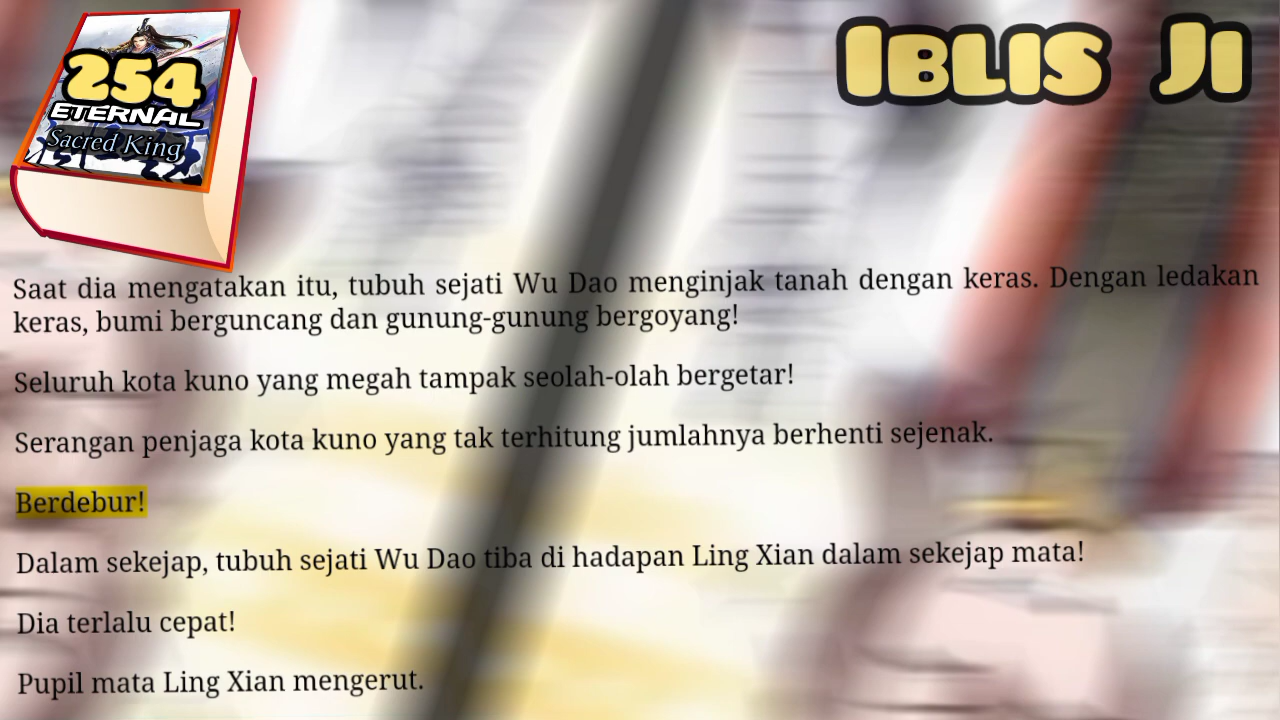 254
ETERNAL
Sacred King
IBLIS JI
Saat dia mengatakan itu, tubuh sejati Wu Dao menginjak tanah dengan keras. Dengan ledakan
keras, bumi berguncang dan gunung-gunung bergoyang!
Seluruh kota kuno yang megah tampak seolah-olah bergetar!
Serangan penjaga kota kuno yang tak terhitung jumlahnya berhenti sejenak.
Berdebur!
Dalam sekejap, tubuh sejati Wu Dao tiba di hadapan Ling Xian dalam sekejap mata!
Dia terlalu cepat!
Pupil mata Ling Xian mengerut.